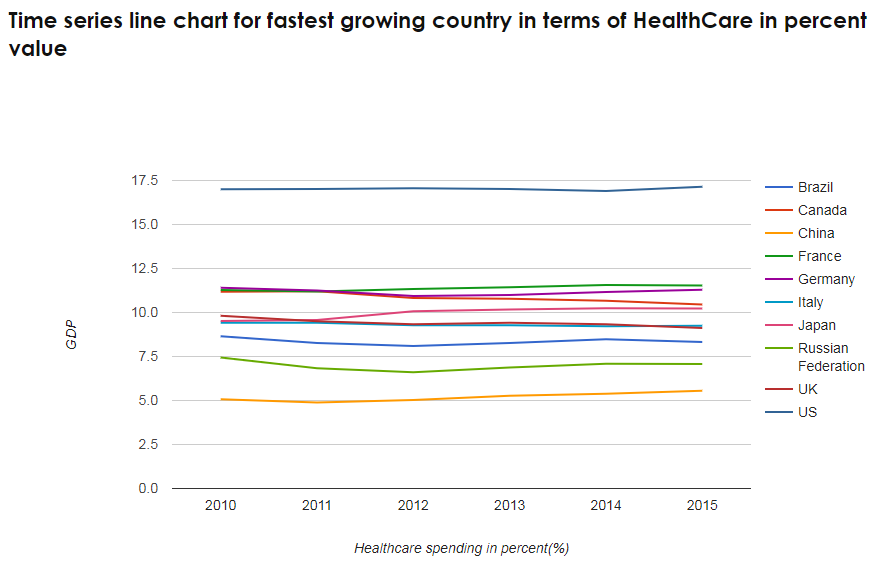 Time series line chart for fastest growing country in terms of HealthCare in percent
value
17.5
15.0
12.5
10.0
7.5
5.0
2.5
0.0
GDP
2010 2011 2012 2013 2014 2015
Healthcare spending in percent(%)
Brazil
Canada
China
France
Germany
Italy
Japan
Russian
Federation
UK
US